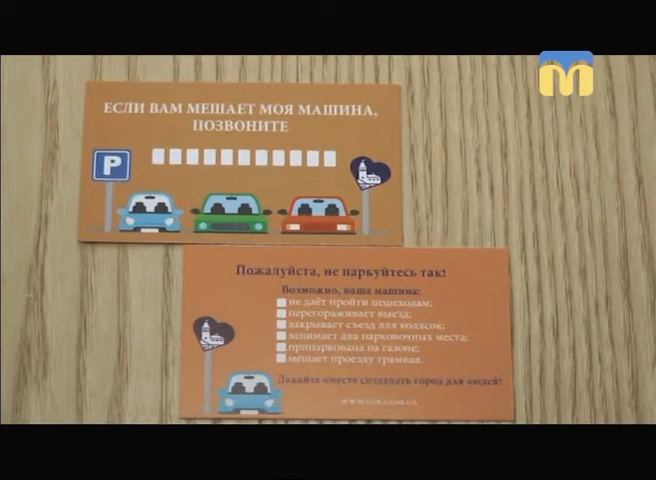 ЕСЛИ ВАМ МЕШАЕТ МОЯ МАШИНА,
ПОЗВОНИТЕ
P
Пожалуйста, не паркуйтесь так!
Возможно, ваша машина:
не даёт пройти пешеходам;
перегораживает выезд;
закрывает съезд для колясок;
занимает два парковочных места;
припаркована на газоне;
мешает проезду трамвая.
Давайте вместе создавать город для людей!